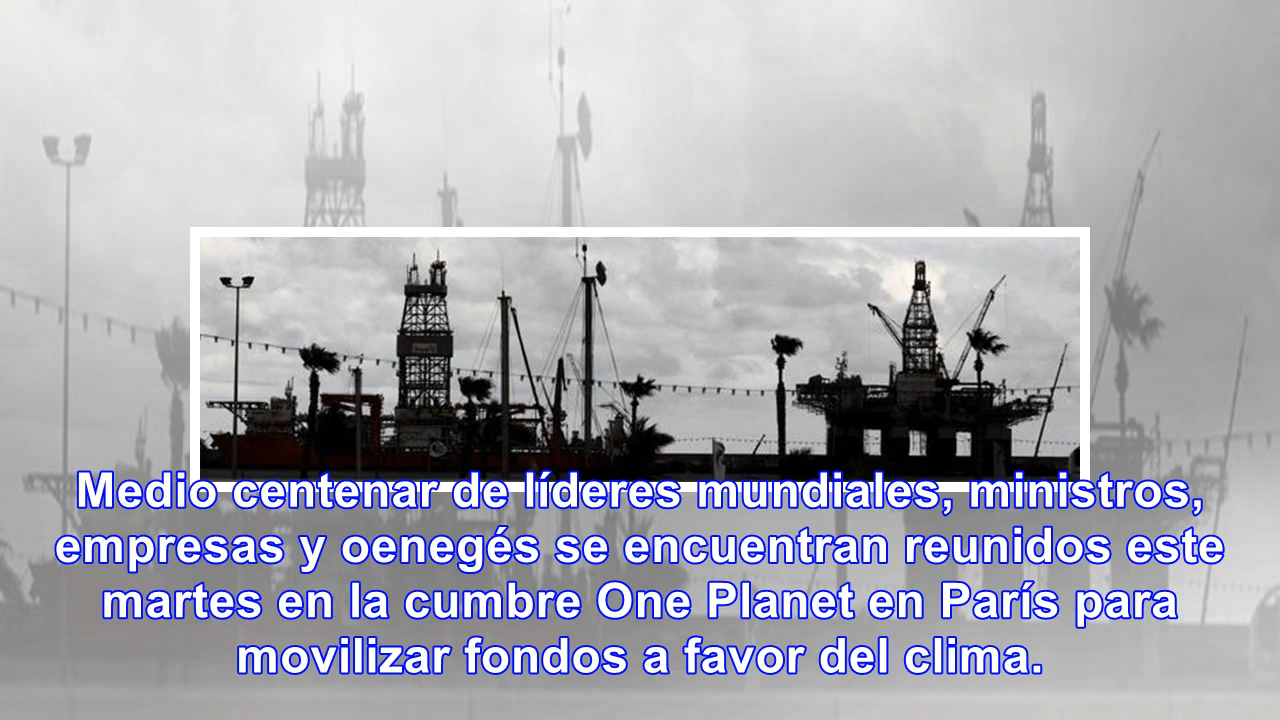 Medio centenar de líderes mundiales, ministros,
empresas y oenegés se encuentran reunidos este
martes en la cumbre One Planet en París para
movilizar fondos a favor del clima.